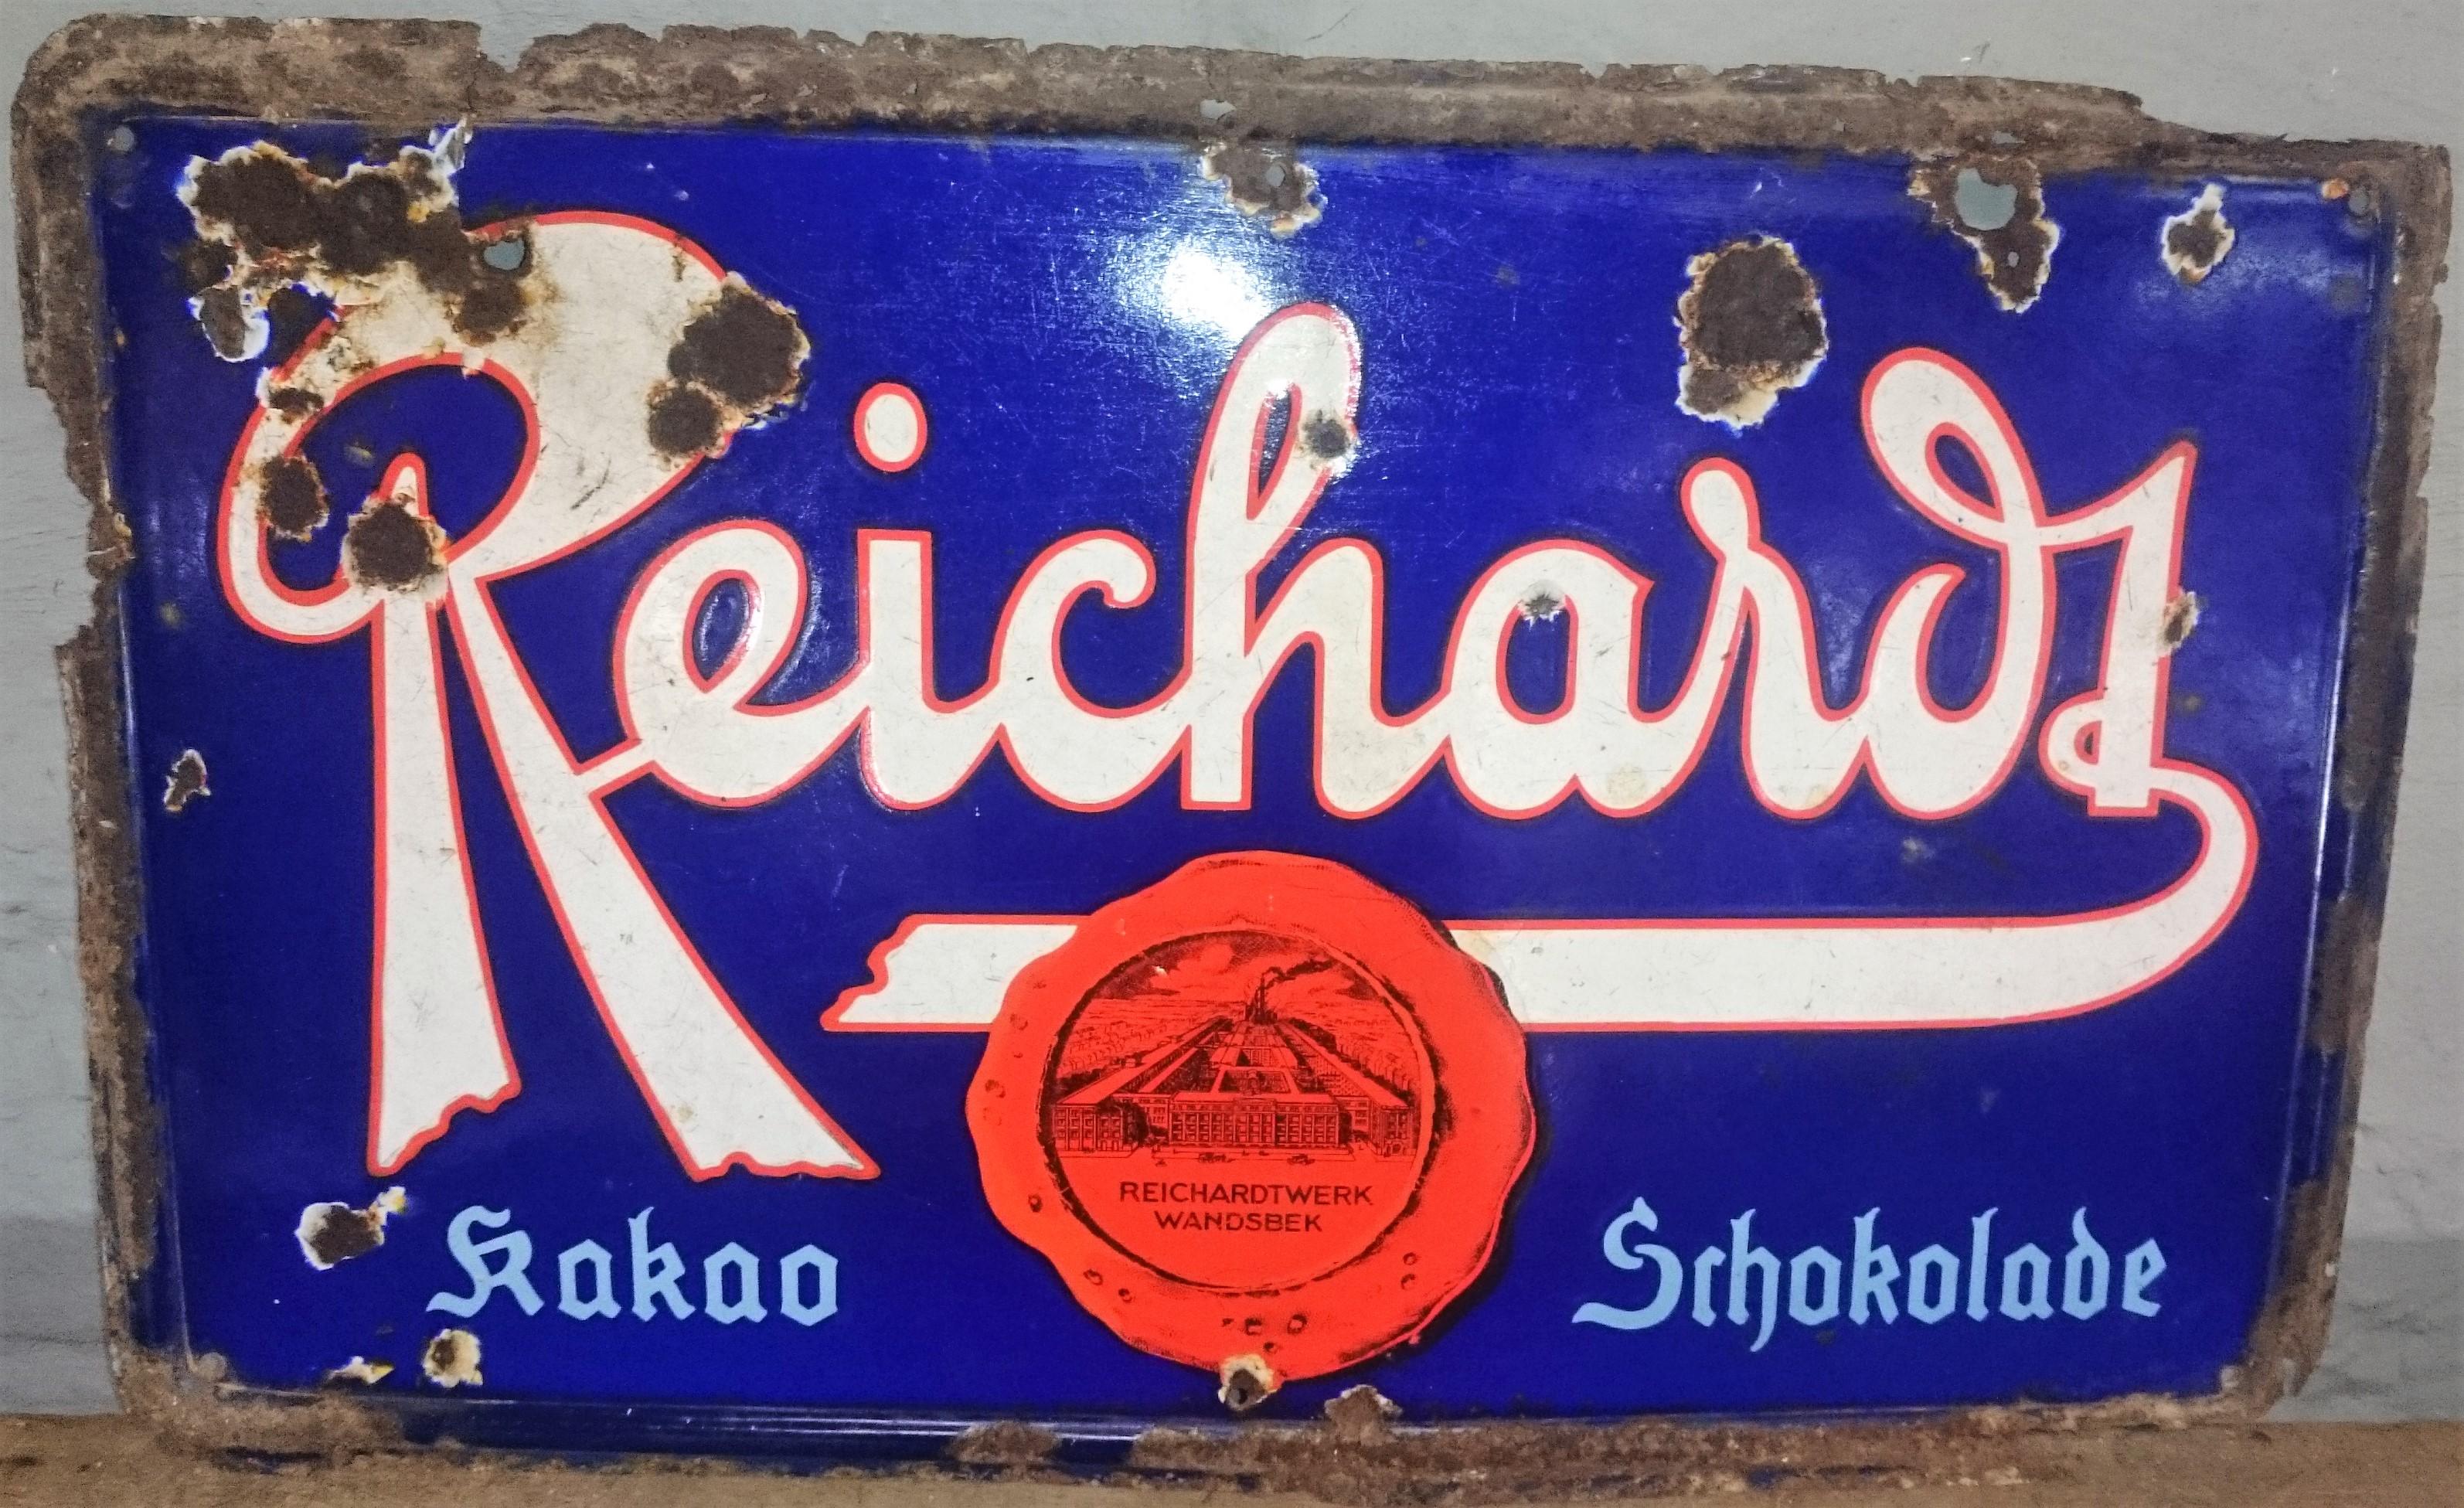 Reichardt
REICHARDTWERK
WANDSBEK
Kakao
Schokolade